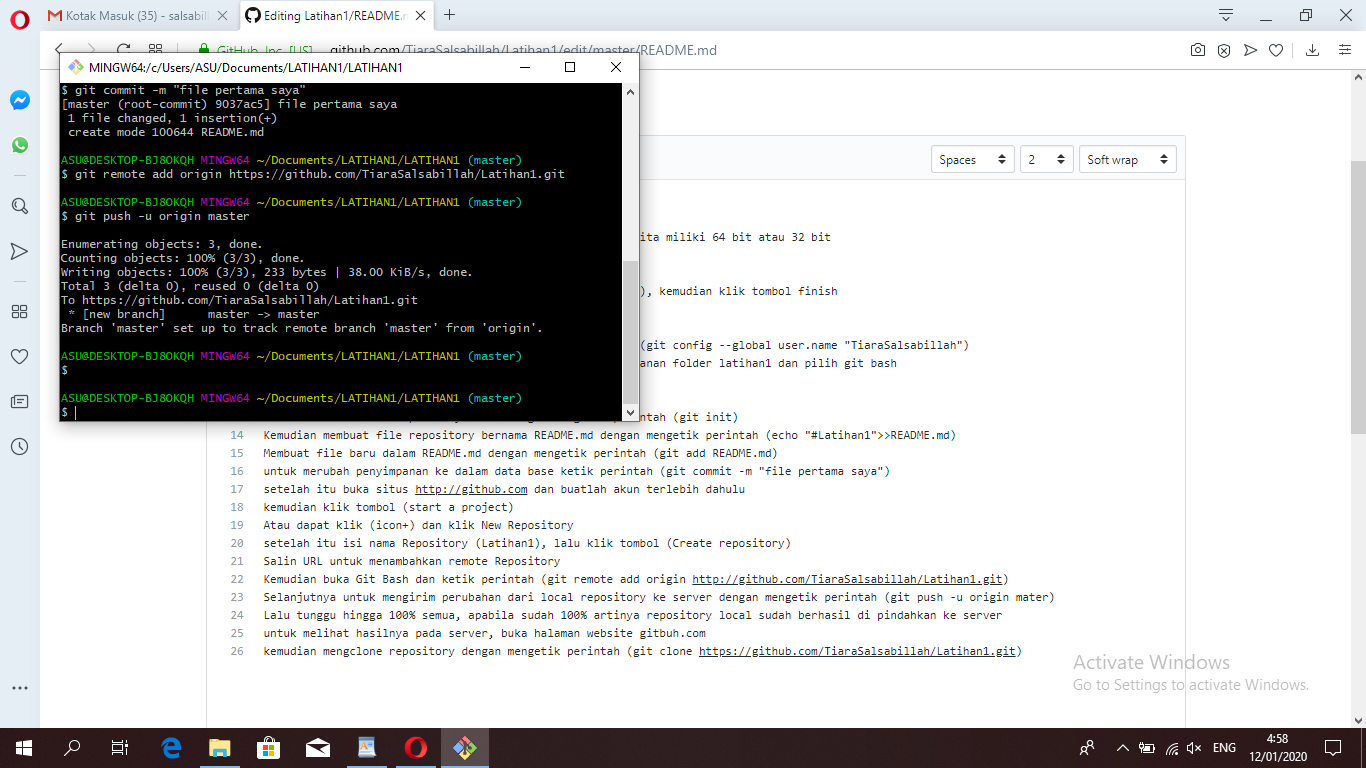 Kotak Masuk (35) - salsabill
Editing Latihan1/README.m
GitHub, Inc. [US]
github.com/TiaraSalsabillah/Latihan1/edit/master/README.md
MINGW64:/c/Users/ASU/Documents/LATIHAN1/LATIHAN1
$ git commit -m "file pertama saya"
[master (root-commit) 9037ac5] file pertama saya
1 file changed, 1 insertion(+)
create mode 100644 README.md
ASU@DESKTOP-BJ8OKQH MINGW64 ~/Documents/LATIHAN1/LATIHAN1 (master)
$ git remote add origin https://github.com/TiaraSalsabillah/Latihan1.git
ASU@DESKTOP-BJ8OKQH MINGW64 ~/Documents/LATIHAN1/LATIHAN1 (master)
$ git push -u origin master
Enumerating objects: 3, done.
Counting objects: 100% (3/3), done.
Writing objects: 100% (3/3), 233 bytes | 38.00 KiB/s, done.
Total 3 (delta 0), reused 0 (delta 0)
To https://github.com/TiaraSalsabillah/Latihan1.git
* [new branch]      master -> master
Branch 'master' set up to track remote branch 'master' from 'origin'.
ASU@DESKTOP-BJ8OKQH MINGW64 ~/Documents/LATIHAN1/LATIHAN1 (master)
$
ASU@DESKTOP-BJ8OKQH MINGW64 ~/Documents/LATIHAN1/LATIHAN1 (master)
$
Spaces
2
Soft wrap
ita miliki 64 bit atau 32 bit
), kemudian klik tombol finish
(git config --global user.name "TiaraSalsabillah")
anan folder latihan1 dan pilih git bash
ntah (git init)
14 Kemudian membuat file repository bernama README.md dengan mengetik perintah (echo "#Latihan1">>README.md)
15 Membuat file baru dalam README.md dengan mengetik perintah (git add README.md)
16 untuk merubah penyimpanan ke dalam data base ketik perintah (git commit -m "file pertama saya")
17 setelah itu buka situs http://github.com dan buatlah akun terlebih dahulu
18 kemudian klik tombol (start a project)
19 Atau dapat klik (icon+) dan klik New Repository
20 setelah itu isi nama Repository (Latihan1), lalu klik tombol (Create repository)
21 Salin URL untuk menambahkan remote Repository
22 Kemudian buka Git Bash dan ketik perintah (git remote add origin http://github.com/TiaraSalsabillah/Latihan1.git)
23 Selanjutnya untuk mengirim perubahan dari local repository ke server dengan mengetik perintah (git push -u origin mater)
24 Lalu tunggu hingga 100% semua, apabila sudah 100% artinya repository local sudah berhasil di pindahkan ke server
25 untuk melihat hasilnya pada server, buka halaman website gitbuh.com
26 kemudian mengclone repository dengan mengetik perintah (git clone https://github.com/TiaraSalsabillah/Latihan1.git)
Activate Windows
Go to Settings to activate Windows.
ENG
4:58
12/01/2020